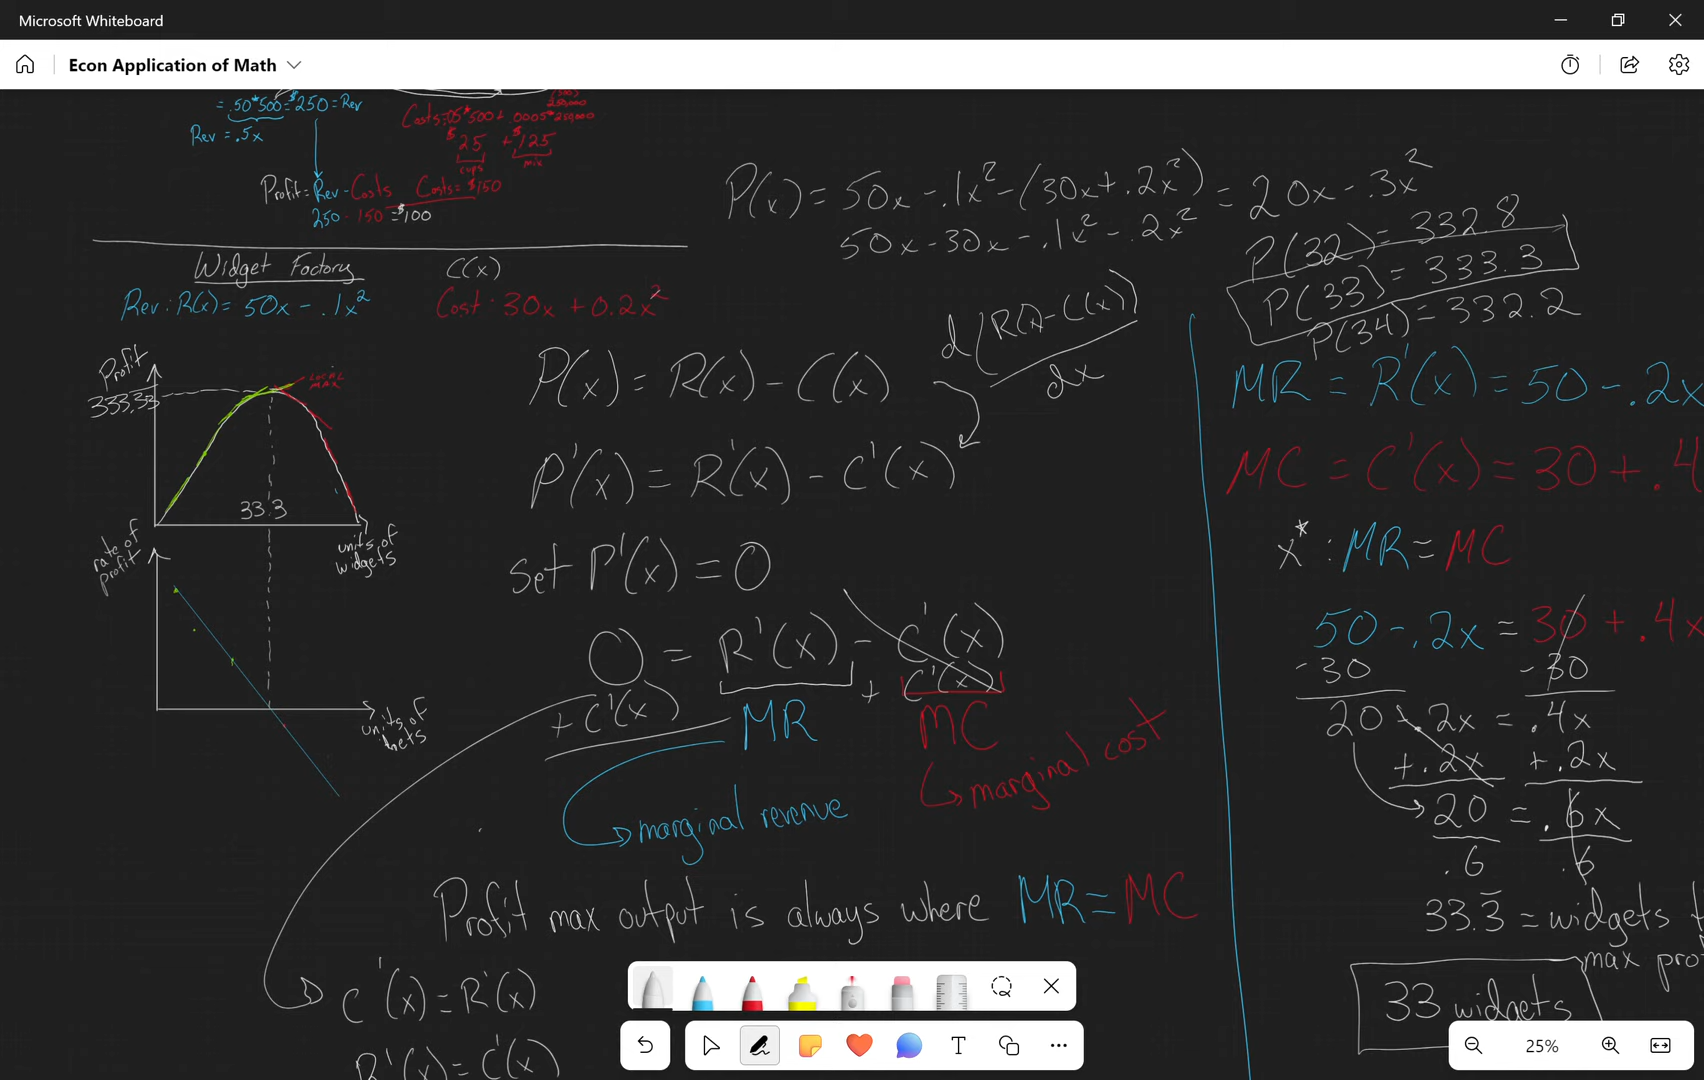 Microsoft Whiteboard
Econ Application of Math
= .50*500 = $250 = Rev
Rev = .5x
Costs = .05*500 + .0005*250,000
$25 + $125
cups mix
Profit = Rev - Costs Costs = $150
250 - 150 = $100
Widget Factory C(x)
Rev: R(x) = 50x - .1x² Cost: 30x + 0.2x²
P(x) = 50x - .1x² - (30x + .2x²) = 20x - .3x²
50x - 30x - .1x² - .2x²
P(32) = 332.8
P(33) = 333.3
P(34) = 332.2
Profit
333.33
LOCAL
MAX
33.3
units of
widgets
rate of
profit
units of
P(x) = R(x) - C(x)
d(R(x) - C(x))
dx
P'(x) = R'(x) - C'(x)
set P'(x) = 0
0 = R'(x) - C'(x)
+ C'(x) + C'(x)
MR MC
marginal revenue
marginal cost
Profit max output is always where MR = MC
C'(x) = R'(x)
R'(x) = C'(x)
MR = R'(x) = 50 - .2x
MC = C'(x) = 30 + .4
x* : MR = MC
50 - .2x = 30 + .4x
-30 -30
20 - .2x = .4x
+ .2x + .2x
20 = .6x
.6 .6
33.3̅ = widgets
max pro
33 widgets
25%